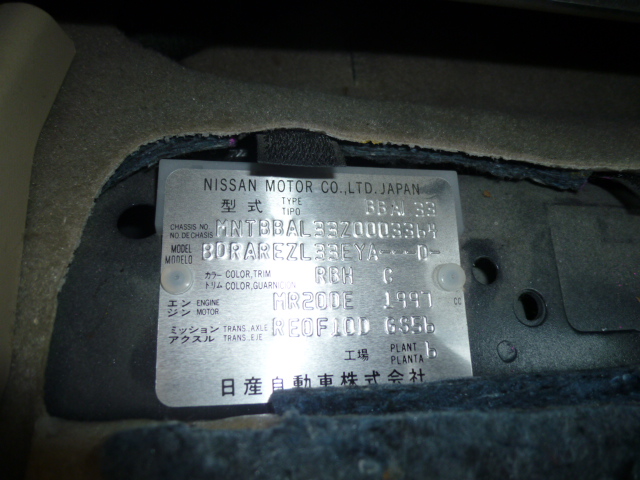 NISSAN MOTOR CO.,LTD.JAPAN
型式 TYPE TIPO BBAL33
CHASSIS NO. NO DE CHASIS MNTBBAL33Z0003364
MODEL MODELO BDRAREZL33EYA---D-
カラー COLOR,TRIM トリム COLOR,GUARNICION RBH G
エンジン ENGINE MOTOR MR20DE 1997 CC
ミッション アクスル TRANS.,AXLE TRANS.,EJE RE0F10D GS5b
工場 PLANT PLANTA b
日産自動車株式会社